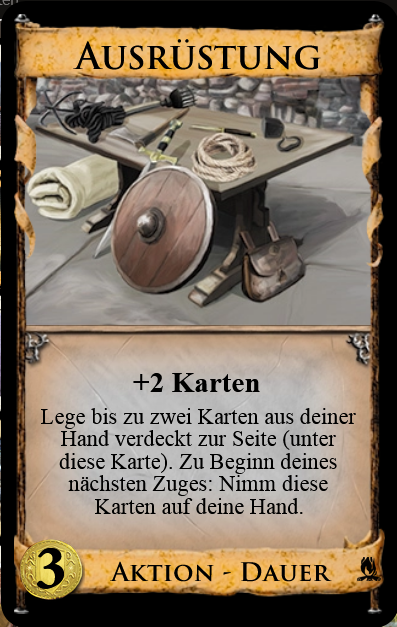 AUSRÜSTUNG
+2 Karten
Lege bis zu zwei Karten aus deiner
Hand verdeckt zur Seite (unter
diese Karte). Zu Beginn deines
nächsten Zuges: Nimm diese
Karten auf deine Hand.
3 AKTION - DAUER